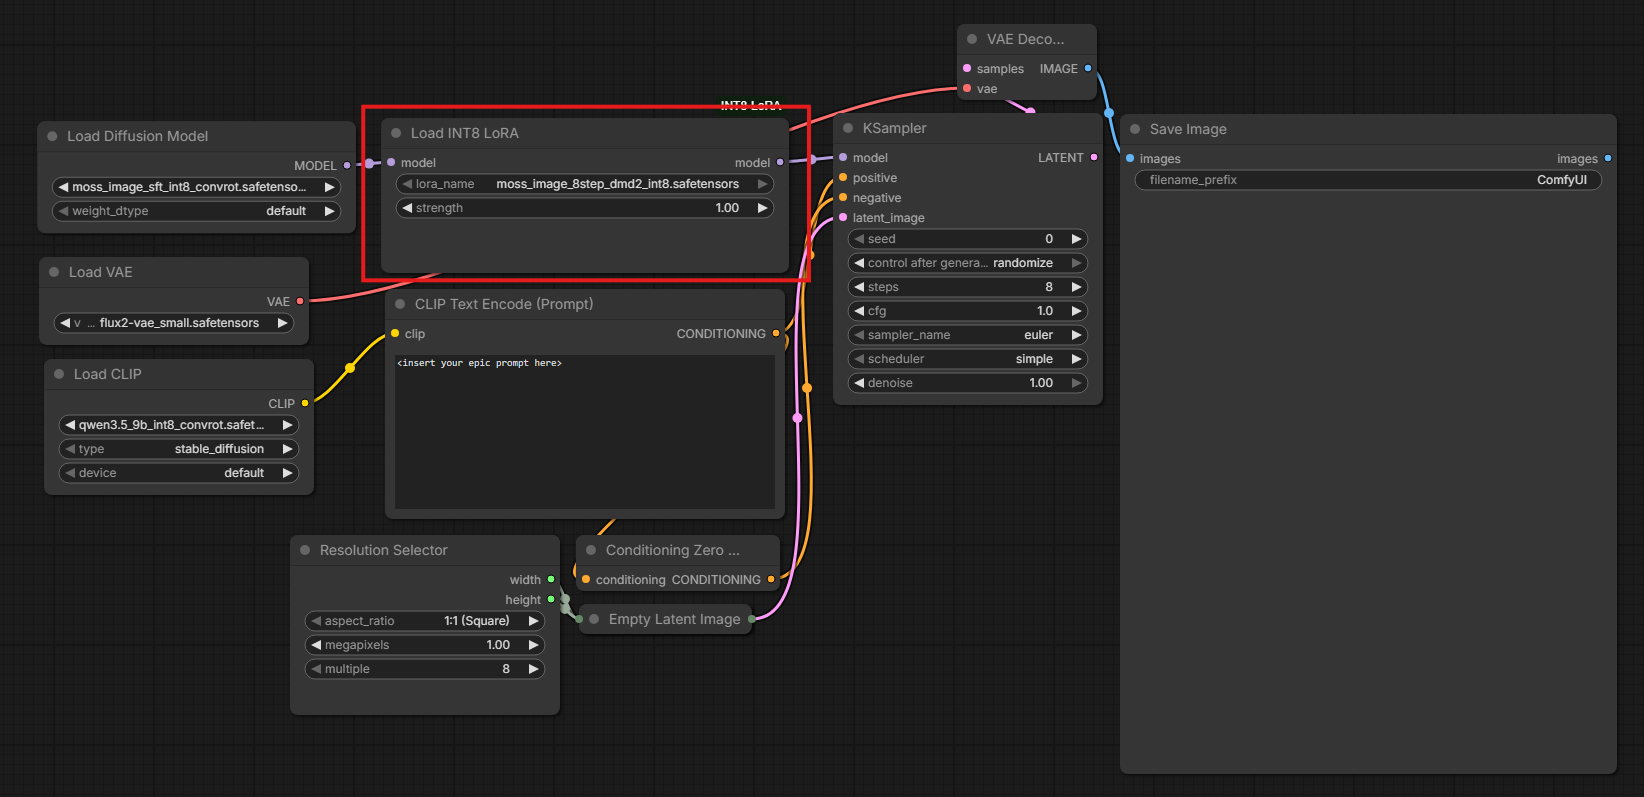 VAE Deco...
samples IMAGE
vae
INT8 LoRA
Load Diffusion Model
MODEL
moss_image_sft_int8_convrot.safetenso...
weight_dtype default
Load INT8 LoRA
model model
lora_name moss_image_8step_dmd2_int8.safetensors
strength 1.00
KSampler
model LATENT
positive
negative
latent_image
seed 0
control after genera... randomize
steps 8
cfg 1.0
sampler_name euler
scheduler simple
denoise 1.00
Save Image
images images
filename_prefix ComfyUI
Load VAE
VAE
v ... flux2-vae_small.safetensors
Load CLIP
CLIP
qwen3.5_9b_int8_convrot.safet...
type stable_diffusion
device default
CLIP Text Encode (Prompt)
clip CONDITIONING
<insert your epic prompt here>
Resolution Selector
width
height
aspect_ratio 1:1 (Square)
megapixels 1.00
multiple 8
Conditioning Zero ...
conditioning CONDITIONING
Empty Latent Image